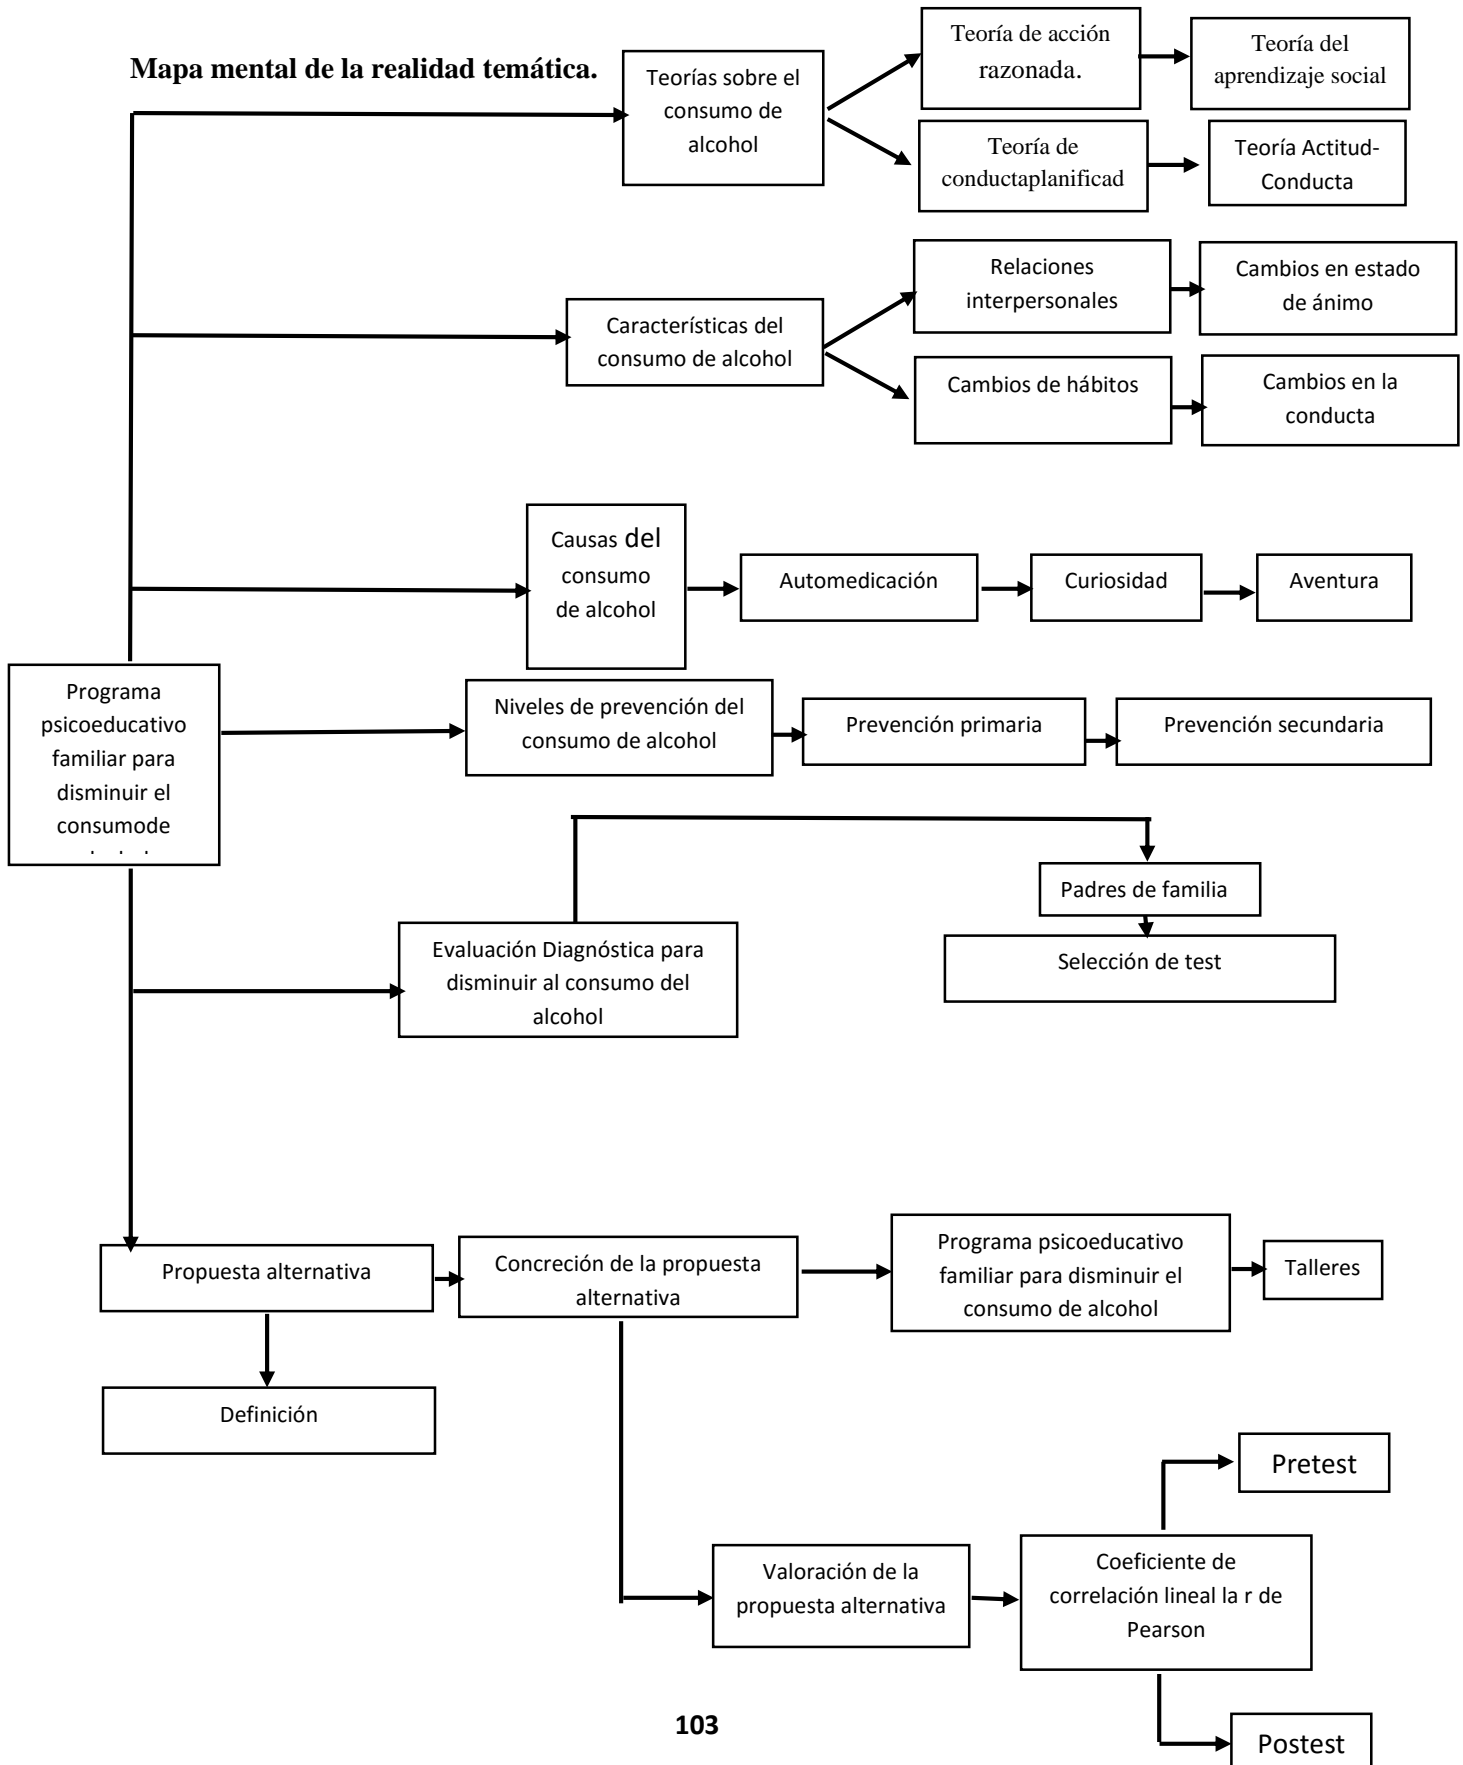 Mapa mental de la realidad temática.
Teorías sobre el
consumo de
alcohol
Teoría de acción
razonada.
Teoría del
aprendizaje social
Teoría de
conductaplanificad
Teoría Actitud-
Conducta
Característicás del
consumo de alcohol
Relaciones
interpersonales
Cambios en estado
de ánimo
Cambios de hábitos
Cambios en la
conducta
Causas del
consumo
de alcohol
Automedicación
Curiosidad
Aventura
Programa
psicoeducativo
familiar para
disminuir el
consumode
Niveles de prevención del
consumo de alcohol
Prevención primaria
Prevención secundaria
Evaluación Diagnóstica para
disminuir al consumo del
alcohol
Padres de familia
Selección de test
Propuesta alternativa
Concreción de la propuesta
alternativa
Programa psicoeducativo
familiar para disminuir el
consumo de alcohol
Talleres
Definición
Valoración de la
propuesta alternativa
Coeficiente de
correlación lineal la r de
Pearson
Pretest
Postest
103